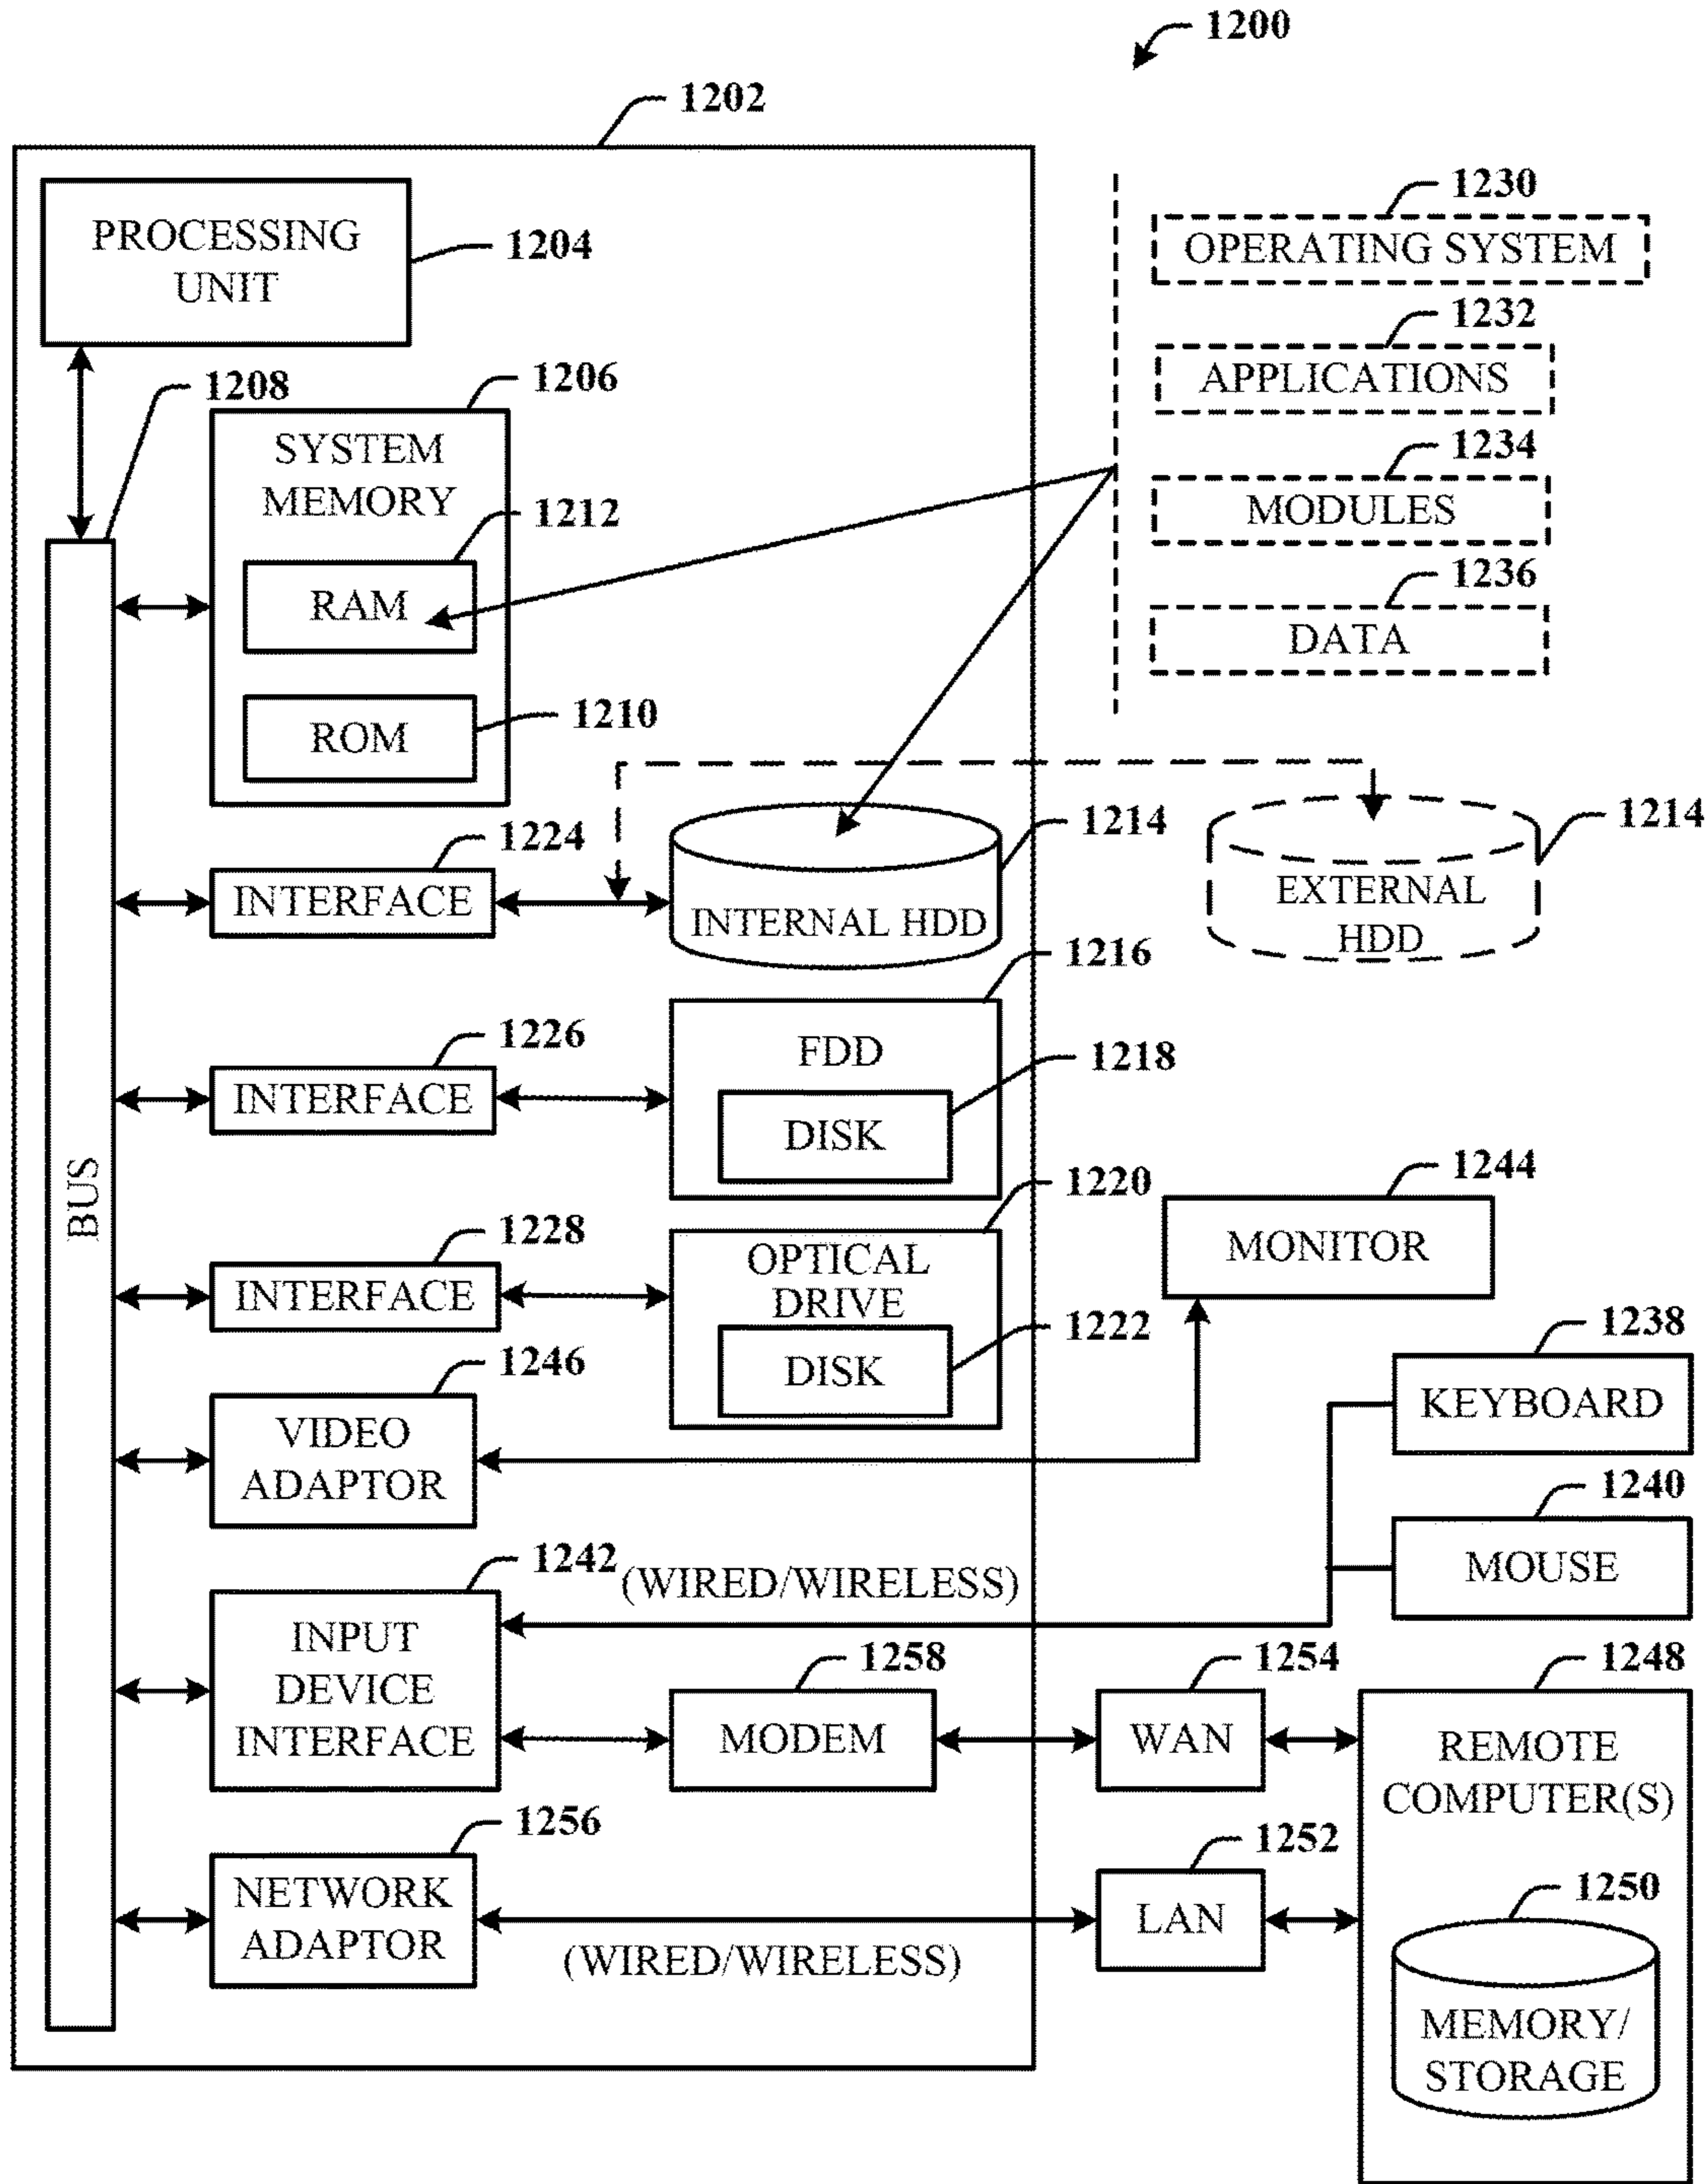 1200
1202
PROCESSING
UNIT
1204
1230
OPERATING SYSTEM
1232
APPLICATIONS
1234
MODULES
1236
DATA
1208
1206
SYSTEM
MEMORY
1212
RAM
1210
ROM
1224
INTERFACE
1214
INTERNAL HDD
1214
EXTERNAL
HDD
1216
FDD
1226
INTERFACE
1218
DISK
BUS
1220
OPTICAL
DRIVE
1228
INTERFACE
1222
DISK
1244
MONITOR
1238
KEYBOARD
1246
VIDEO
ADAPTOR
1240
MOUSE
1242
(WIRED/WIRELESS)
INPUT
DEVICE
INTERFACE
1258
MODEM
1254
WAN
1248
REMOTE
COMPUTER(S)
1256
NETWORK
ADAPTOR
(WIRED/WIRELESS)
1252
LAN
1250
MEMORY/
STORAGE